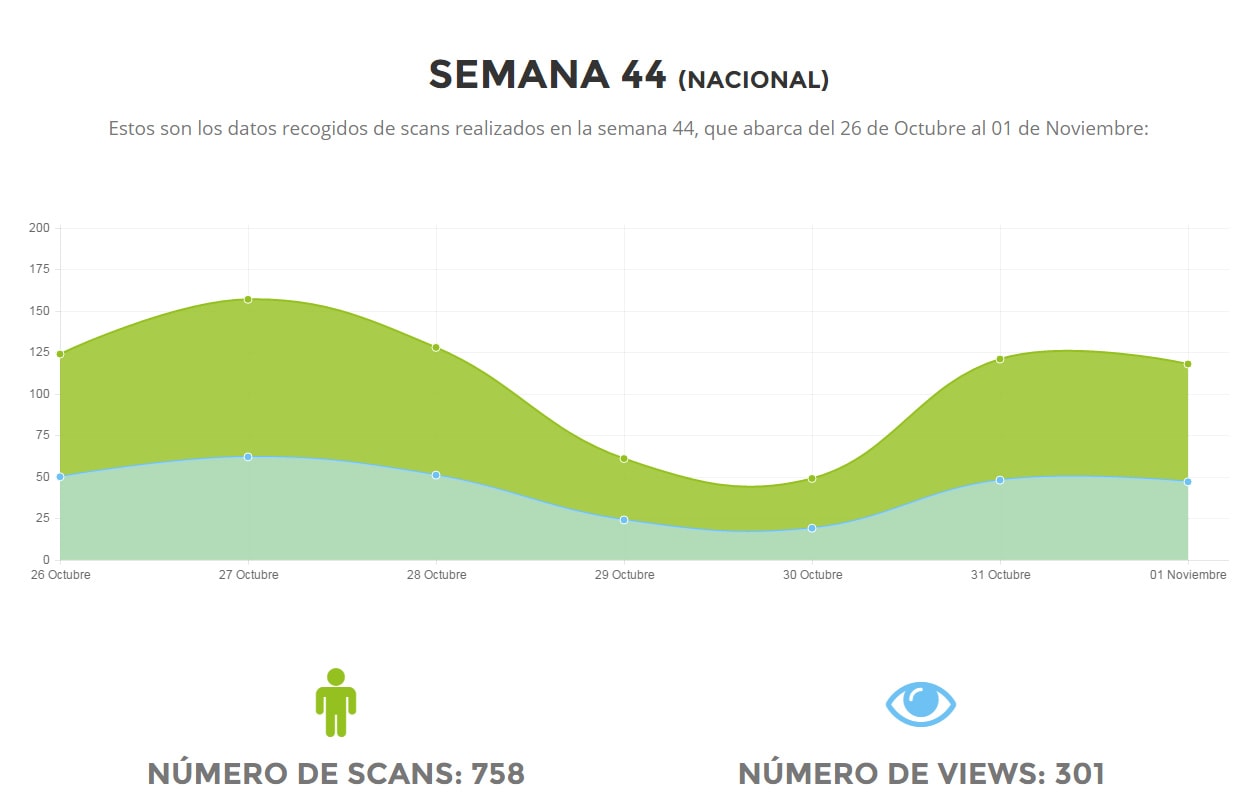 SEMANA 44 (NACIONAL)
Estos son los datos recogidos de scans realizados en la semana 44, que abarca del 26 de Octubre al 01 de Noviembre:
200
175
150
125
100
75
50
25
0
26 Octubre 27 Octubre 28 Octubre 29 Octubre 30 Octubre 31 Octubre 01 Noviembre
NÚMERO DE SCANS: 758 NÚMERO DE VIEWS: 301